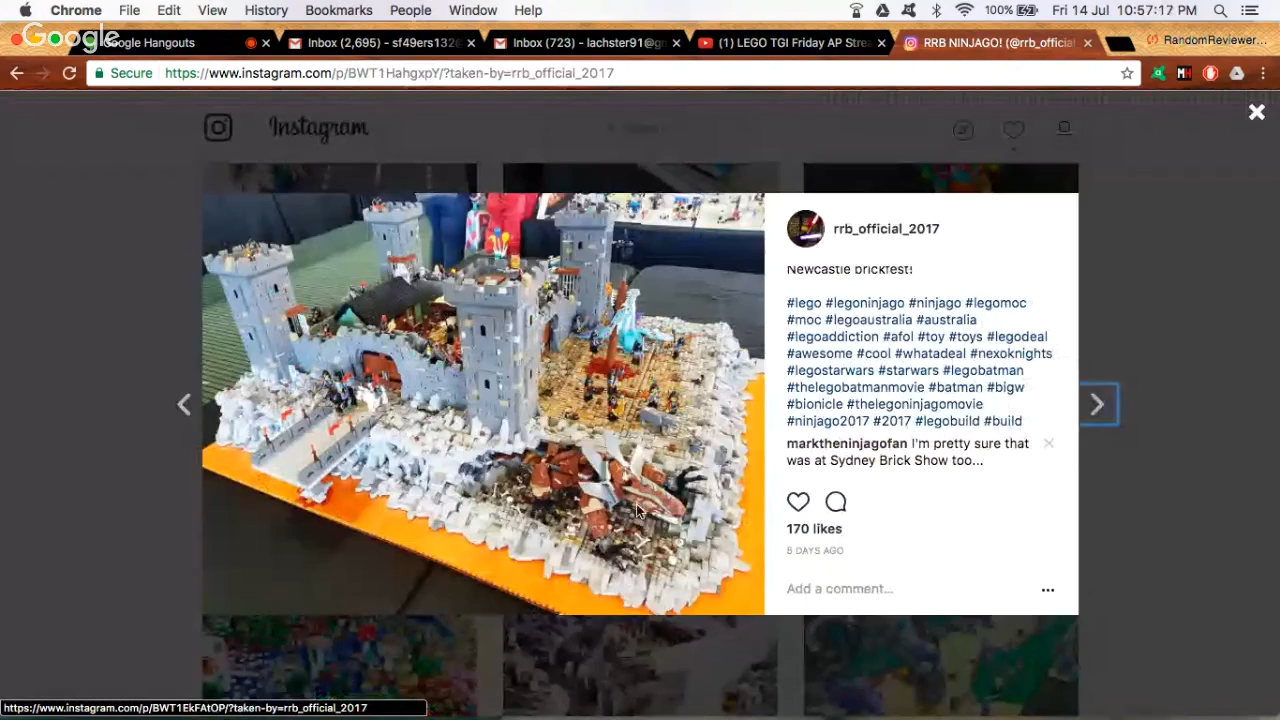 Chrome File Edit View History Bookmarks People Window Help 100% Fri 14 Jul 10:57:17 PM
Google
Google Hangouts
Inbox (2,695) - sf49ers132
Inbox (723) - lachster91@gm
(1) LEGO TGI Friday AP Strea
RRB NINJAGO! (@rrb_officia
RandomReviewer...
Secure https://www.instagram.com/p/BWT1HahgxpY/?taken-by=rrb_official_2017
Instagram
rrb_official_2017
Newcastle brickfest!
#lego #legoninjago #ninjago #legomoc
#moc #legoaustralia #australia
#legoaddiction #afol #toy #toys #legodeal
#awesome #cool #whatadeal #nexoknights
#legostarwars #starwars #legobatman
#thelegobatmanmovie #batman #bigw
#bionicle #thelegoninjagomovie
#ninjago2017 #2017 #legobuild #build
marktheninjagofan I'm pretty sure that
was at Sydney Brick Show too...
170 likes
5 DAYS AGO
Add a comment...
https://www.instagram.com/p/BWT1EkFAtOP/?taken-by=rrb_official_2017